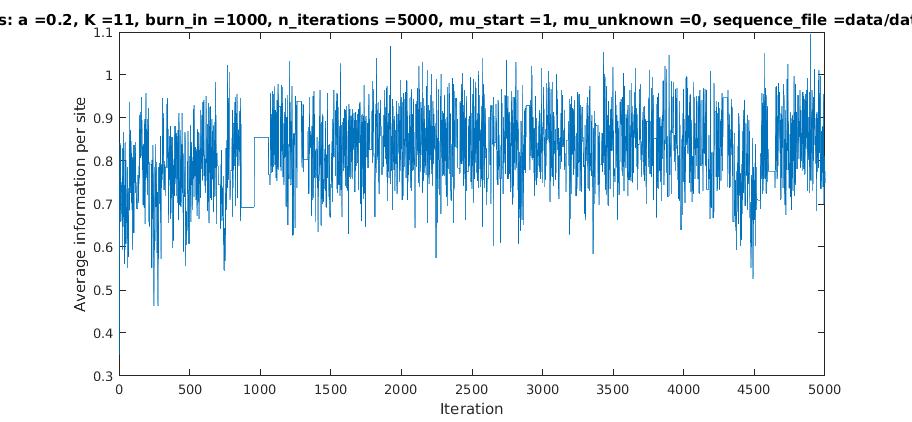 s: a =0.2, K =11, burn_in =1000, n_iterations =5000, mu_start =1, mu_unknown =0, sequence_file =data/dat
1.1
1
0.9
0.8
0.7
0.6
0.5
0.4
0.3
Average information per site
0 500 1000 1500 2000 2500 3000 3500 4000 4500 5000
Iteration